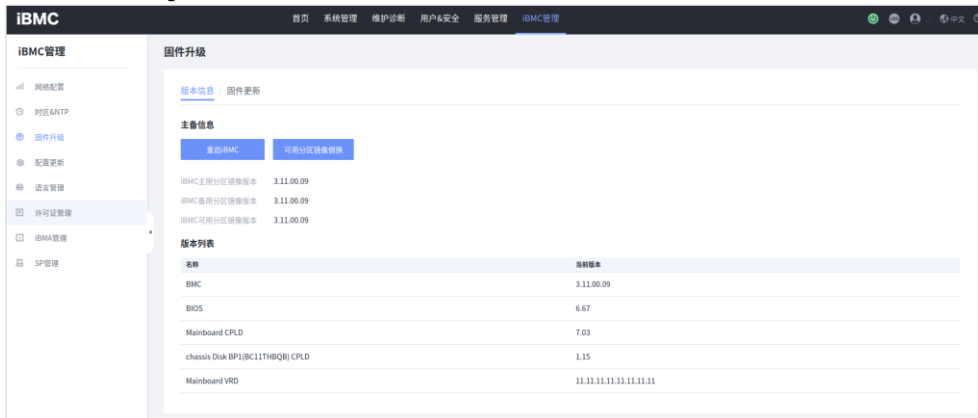 iBMC 首页 系统管理 维护诊断 用户&安全 服务管理 iBMC管理 中文
iBMC管理
固件升级
网络配置
时区&NTP
固件升级
配置更新
语言管理
许可证管理
iBMA管理
SP管理
版本信息 固件更新
主备信息
重启iBMC 可用分区镜像倒换
iBMC主用分区镜像版本 3.11.00.09
iBMC备用分区镜像版本 3.11.00.09
iBMC可用分区镜像版本 3.11.00.09
版本列表
名称 当前版本
BMC 3.11.00.09
BIOS 6.67
Mainboard CPLD 7.03
chassis Disk BP1(BC11THBQB) CPLD 1.15
Mainboard VRD 11.11.11.11.11.11.11.11